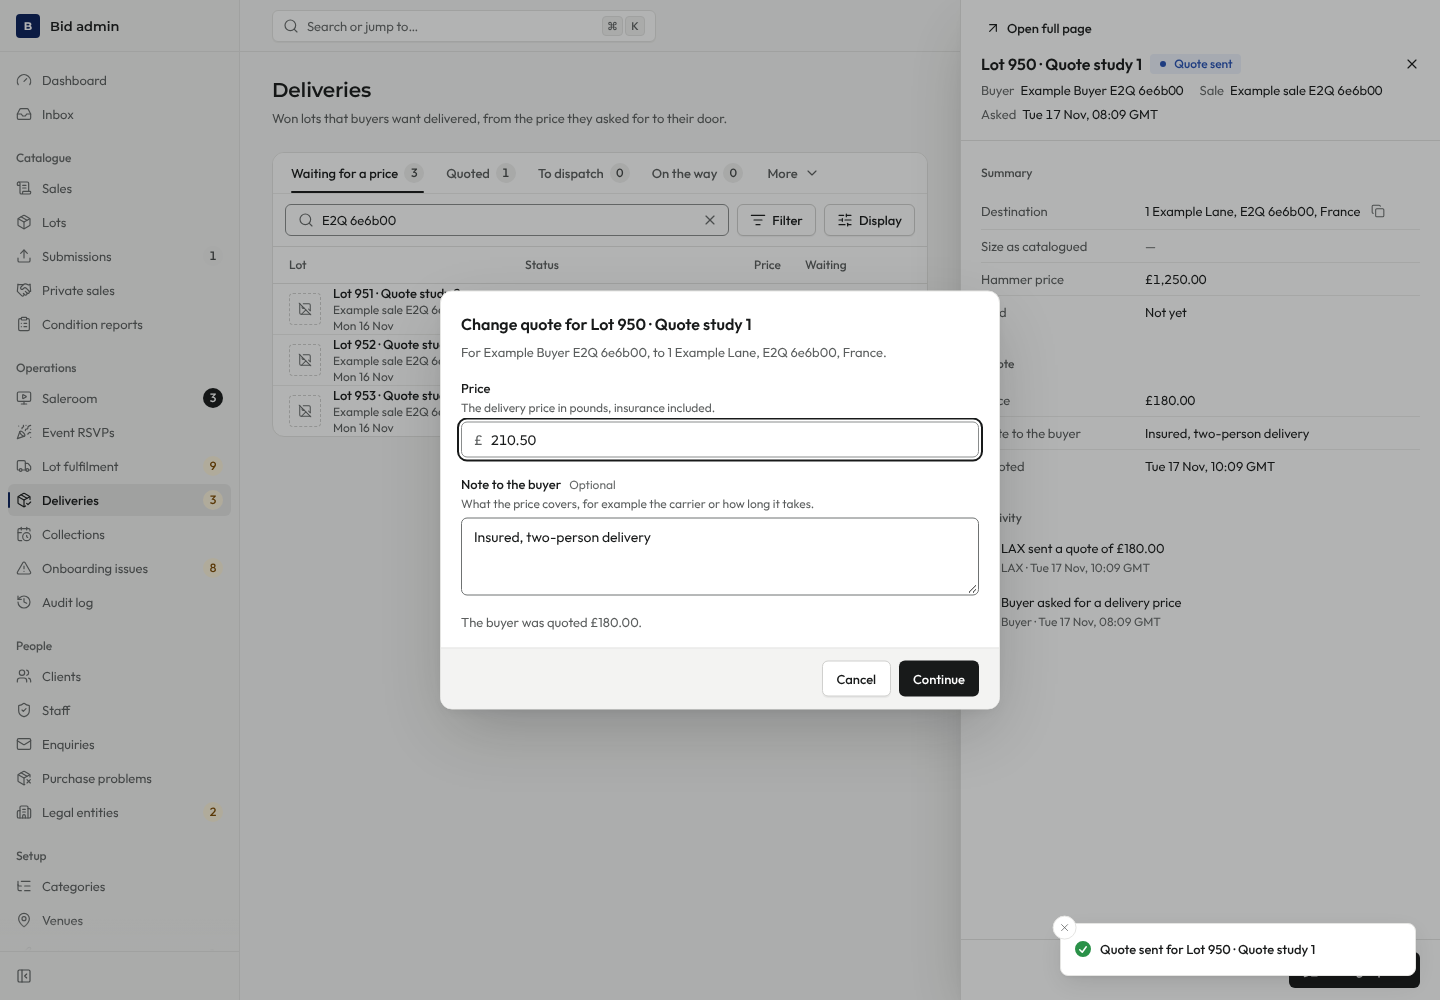 B Bid admin
Search or jump to...
⌘ K
Dashboard
Inbox
Catalogue
Sales
Lots
Submissions 1
Private sales
Condition reports
Operations
Saleroom 3
Event RSVPs
Lot fulfilment 9
Deliveries 3
Collections
Onboarding issues 8
Audit log
People
Clients
Staff
Enquiries
Purchase problems
Legal entities 2
Setup
Categories
Venues
Deliveries
Won lots that buyers want delivered, from the price they asked for to their door.
Waiting for a price 3 Quoted 1 To dispatch 0 On the way 0 More
E2Q 6e6b00
Filter
Display
Lot Status Price Waiting
Lot 951 · Quote
Example sale E2Q
Mon 16 Nov
Lot 952 · Quote
Example sale E2Q
Mon 16 Nov
Lot 953 · Quote
Example sale E2Q
Mon 16 Nov
Change quote for Lot 950 · Quote study 1
For Example Buyer E2Q 6e6b00, to 1 Example Lane, E2Q 6e6b00, France.
Price
The delivery price in pounds, insurance included.
£ 210.50
Note to the buyer Optional
What the price covers, for example the carrier or how long it takes.
Insured, two-person delivery
The buyer was quoted £180.00.
Cancel
Continue
Open full page
Lot 950 · Quote study 1 Quote sent
Buyer Example Buyer E2Q 6e6b00 Sale Example sale E2Q 6e6b00
Asked Tue 17 Nov, 08:09 GMT
Summary
Destination 1 Example Lane, E2Q 6e6b00, France
Size as catalogued —
Hammer price £1,250.00
Not yet
£180.00
to the buyer Insured, two-person delivery
Tue 17 Nov, 10:09 GMT
LAX sent a quote of £180.00
LAX · Tue 17 Nov, 10:09 GMT
Buyer asked for a delivery price
Buyer · Tue 17 Nov, 08:09 GMT
Quote sent for Lot 950 · Quote study 1